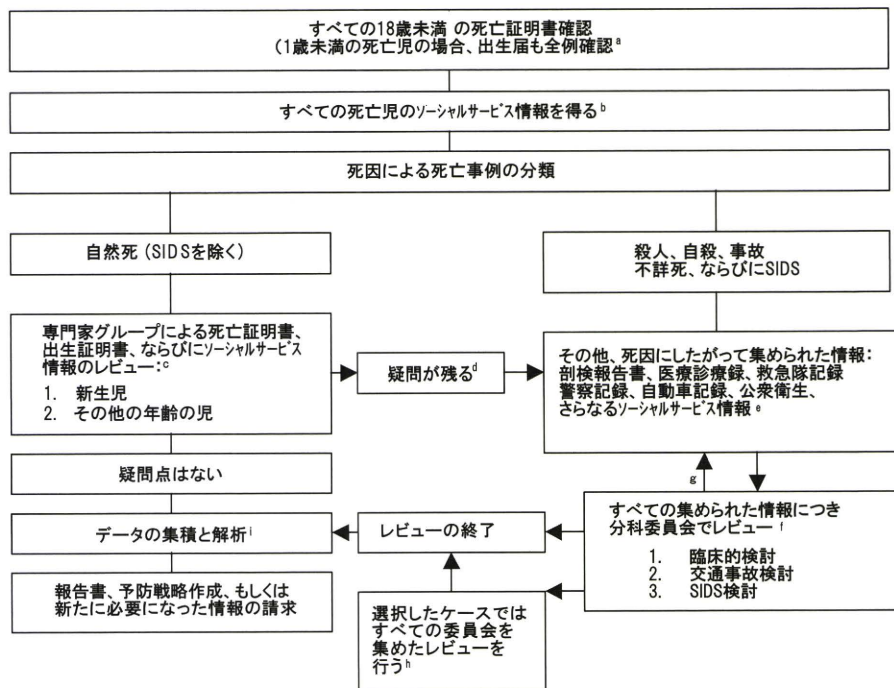 すべての18歳未満 の死亡証明書確認
(1歳未満の死亡児の場合、出生届も全例確認a
すべての死亡児のソーシャルサービス情報を得るb
死因による死亡事例の分類
自然死 (SIDSを除く)
殺人、自殺、事故
不詳死、ならびにSIDS
専門家グループによる死亡証明書、
出生証明書、ならびにソーシャルサービス
情報のレビュー:c
1. 新生児
2. その他の年齢の児
疑問が残るd
その他、死因にしたがって集められた情報:
剖検報告書、医療診療録、救急隊記録
警察記録、自動車記録、公衆衛生、
さらなるソーシャルサービス情報e
疑問点はない
g
すべての集められた情報につき
分科委員会でレビュー f
1. 臨床的検討
2. 交通事故検討
3. SIDS検討
データの集積と解析i
レビューの終了
報告書、予防戦略作成、もしくは
新たに必要になった情報の請求
選択したケースでは
すべての委員会を
集めたレビューを
行うh